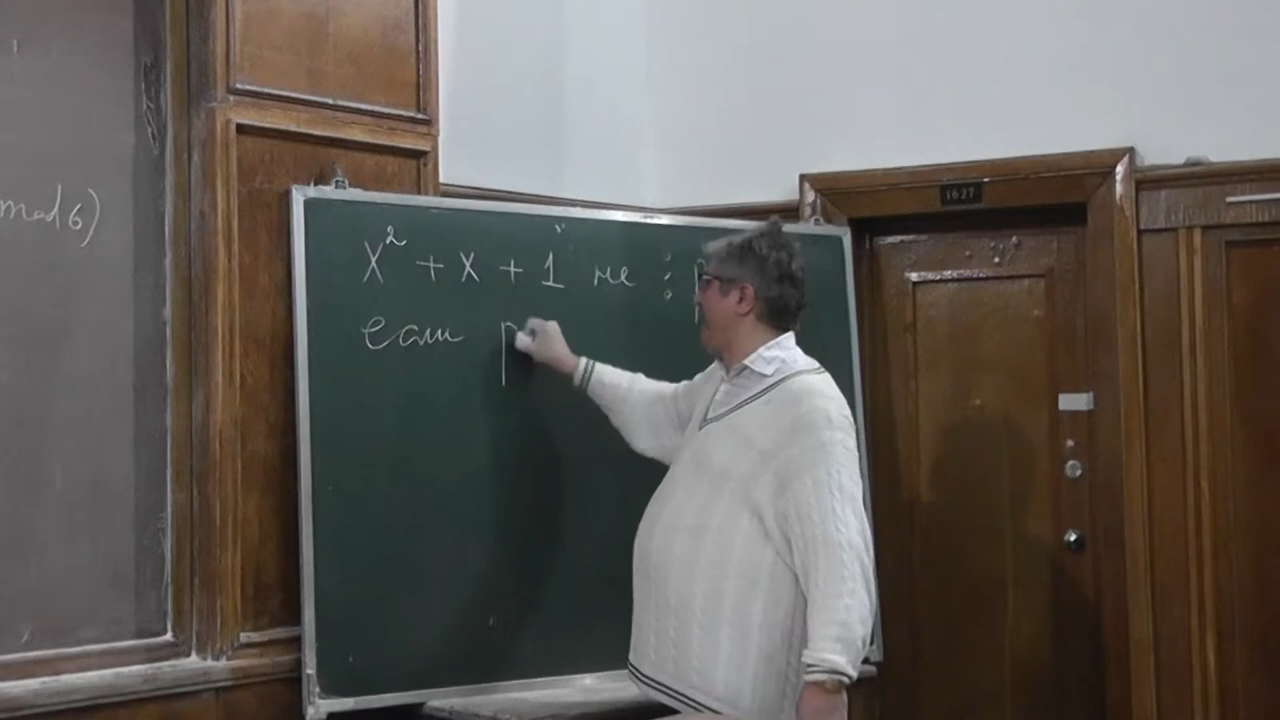 mod 6)
x² + x + 1 не ⋮ p
если p
1627